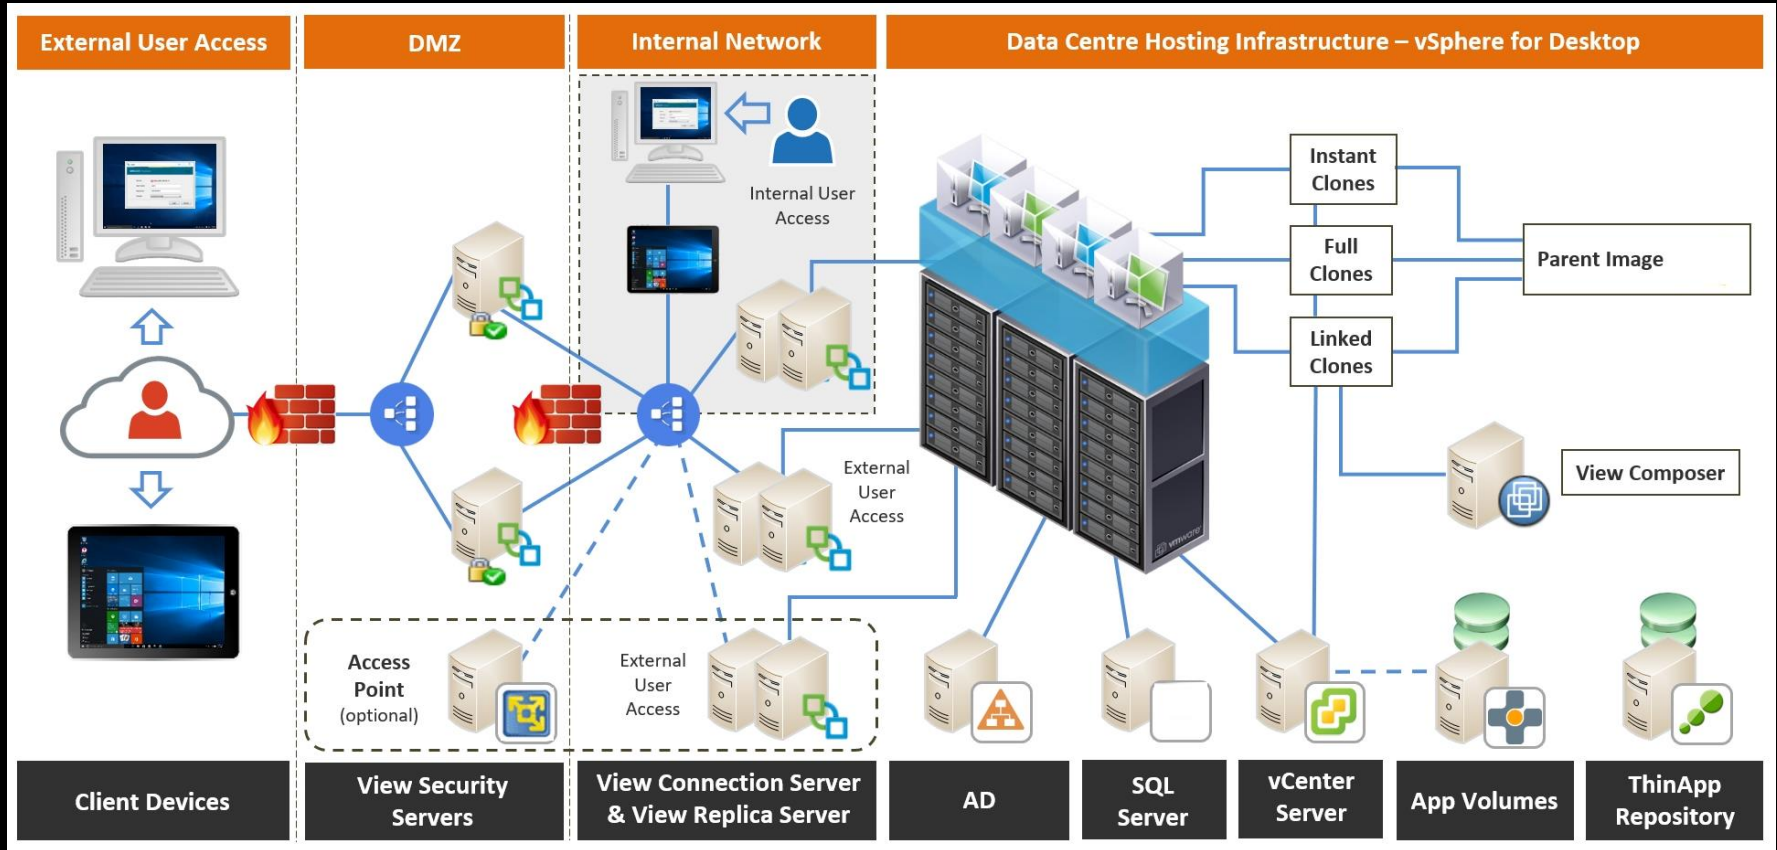 External User Access
DMZ
Internal Network
Data Centre Hosting Infrastructure – vSphere for Desktop
Internal User
Access
Instant
Clones
Full
Clones
Linked
Clones
Parent Image
View Composer
External
User
Access
vmware
Access
Point
(optional)
External
User
Access
Client Devices
View Security
Servers
View Connection Server
& View Replica Server
AD
SQL
Server
vCenter
Server
App Volumes
ThinApp
Repository